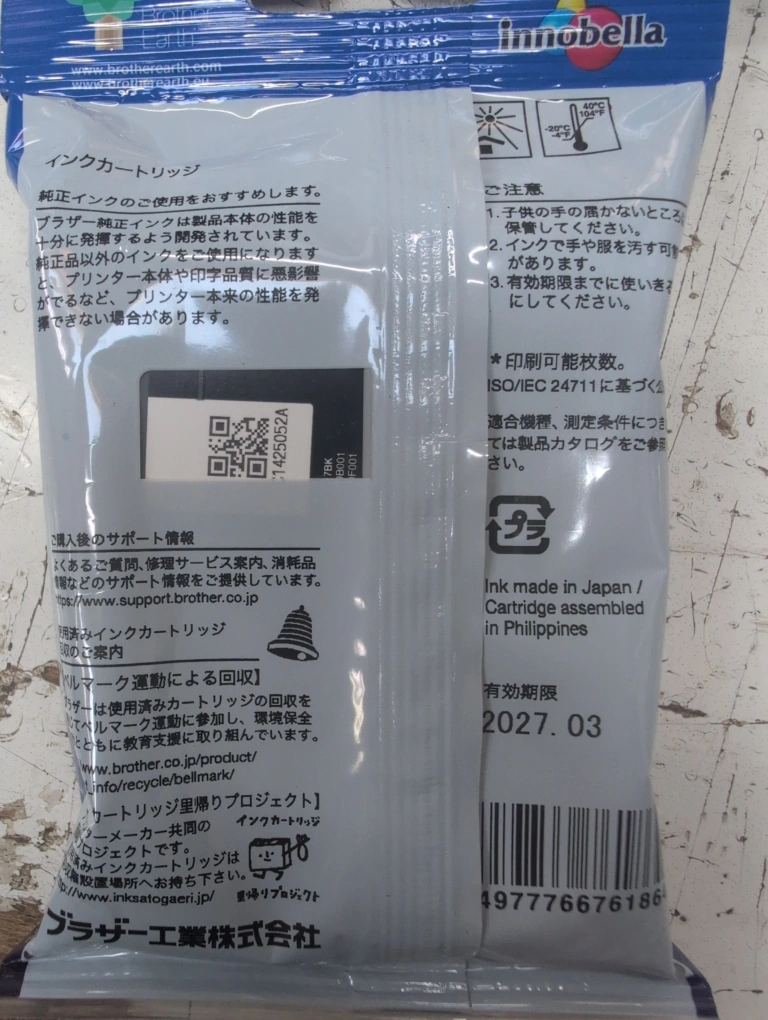 Brother
Earth
www.brotherearth.com
www.brotherearth.eu
innobella
インクカートリッジ
純正インクのご使用をおすすめします。
ブラザー純正インクは製品本体の性能を
十分に発揮するよう開発されています。
純正品以外のインクをご使用になります
と、プリンター本体や印字品質に悪影響
がでるなど、プリンター本来の性能を発
揮できない場合があります。
1425052A
7BK
B001
F001
購入後のサポート情報
よくあるご質問、修理サービス案内、消耗品
情報などのサポート情報をご提供しています。
https://www.support.brother.co.jp
使用済みインクカートリッジ
回収のご案内
ベルマーク運動による回収】
ブラザーは使用済みカートリッジの回収を
じてベルマーク運動に参加し、環境保全
とともに教育支援に取り組んでいます。
www.brother.co.jp/product/
t_info/recycle/bellmark/
カートリッジ里帰りプロジェクト】
ターメーカー共同の
プロジェクトです。
済みインクカートリッジは
設置場所へお持ち下さい。
www.inksatogaeri.jp/
インクカートリッジ
里帰りプロジェクト
ブラザー工業株式会社
40°C
104°F
-20°C
-4°F
ご注意
1.子供の手の届かないところ
保管してください。
2.インクで手や服を汚す可能
があります。
3.有効期限までに使いき
にしてください。
*印刷可能枚数。
ISO/IEC 24711に基づく公
適合機種、測定条件につき
ては製品カタログをご参照
さい。
プラ
Ink made in Japan /
Cartridge assembled
in Philippines
有効期限
2027.03
497776676186